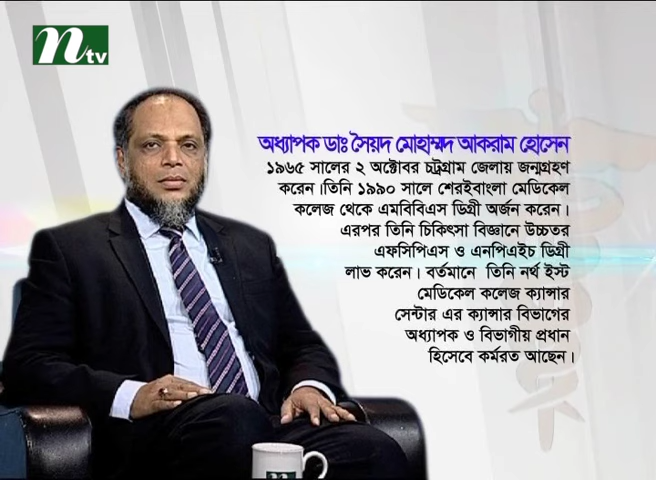 ntv
অধ্যাপক ডাঃ সৈয়দ মোহাম্মদ আকরাম হোসেন
১৯৬৫ সালের ২ অক্টোবর চট্রগ্রাম জেলায় জন্মগ্রহণ
করেন।তিনি ১৯৯০ সালে শেরইবাংলা মেডিকেল
কলেজ থেকে এমবিবিএস ডিগ্রী অর্জন করেন।
এরপর তিনি চিকিৎসা বিজ্ঞানে উচ্চতর
এফসিপিএস ও এনপিএইচ ডিগ্রী
লাভ করেন। বর্তমানে তিনি নর্থ ইস্ট
মেডিকেল কলেজ ক্যান্সার
সেন্টার এর ক্যান্সার বিভাগের
অধ্যাপক ও বিভাগীয় প্রধান
হিসেবে কর্মরত আছেন।